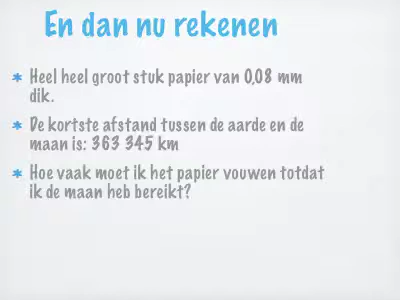 En dan nu rekenen
Heel heel groot stuk papier van 0,08 mm
dik.
De kortste afstand tussen de aarde en de
maan is: 363 345 km
Hoe vaak moet ik het papier vouwen totdat
ik de maan heb bereikt?